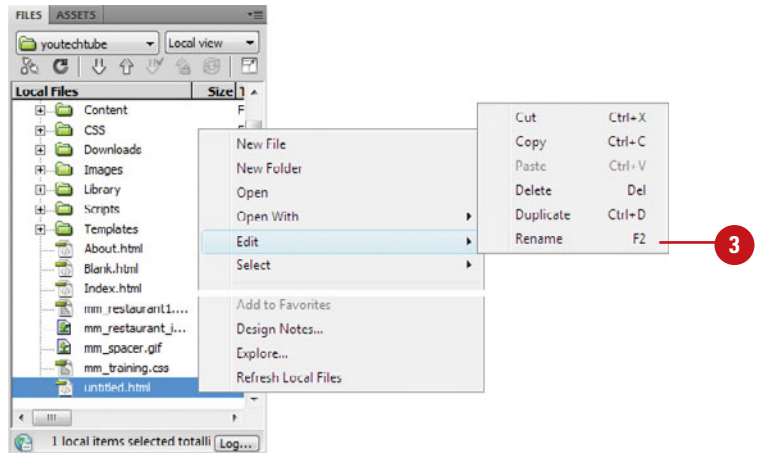 FILES ASSETS
youtechtube Local view
Local Files Size T
Content F
CSS
Downloads
Images
Library
Scripts
Templates
About.html
Blank.html
Index.html
mm_restaurant1....
mm_restaurant_i...
mm_spacer.gif
mm_training.css
untitled.html
1 local items selected totalli Log...
New File
New Folder
Open
Open With
Edit
Select
Add to Favorites
Design Notes...
Explore...
Refresh Local Files
Cut Ctrl+X
Copy Ctrl+C
Paste Ctrl+V
Delete Del
Duplicate Ctrl+D
Rename F2
3